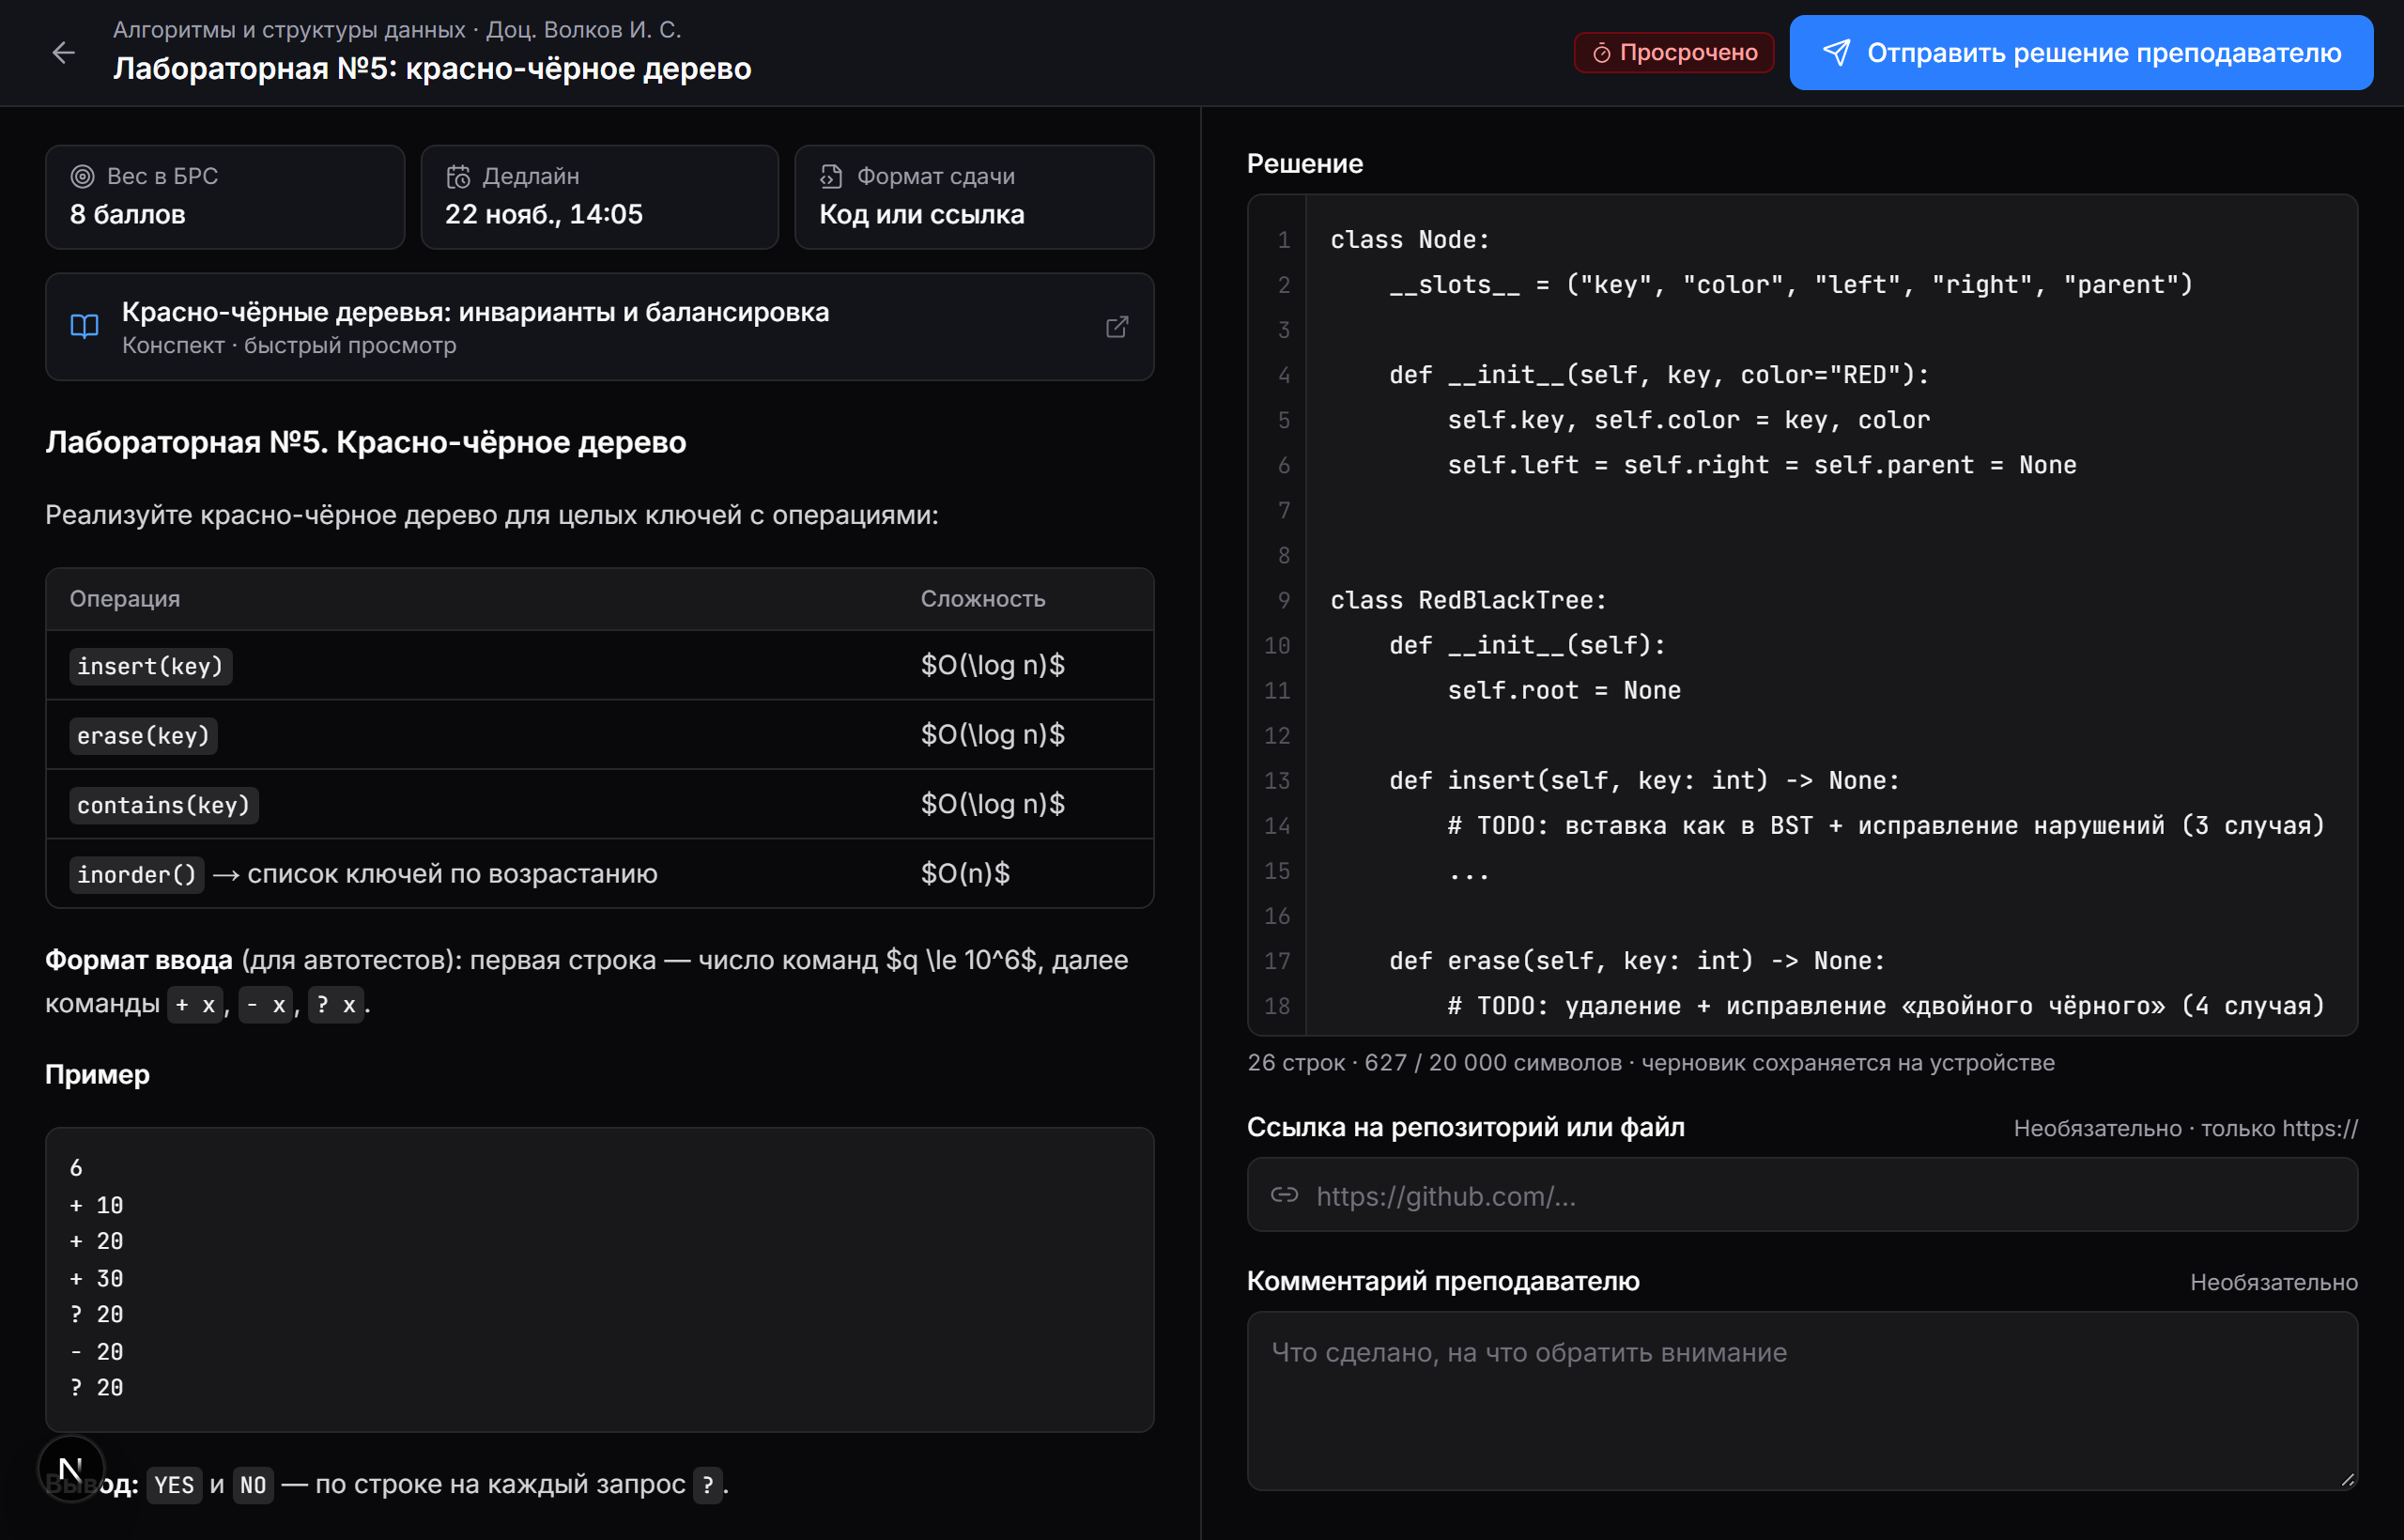 Алгоритмы и структуры данных · Доц. Волков И. С.
Лабораторная №5: красно-чёрное дерево
Просрочено
Отправить решение преподавателю
Вес в БРС
8 баллов
Дедлайн
22 нояб., 14:05
Формат сдачи
Код или ссылка
Красно-чёрные деревья: инварианты и балансировка
Конспект · быстрый просмотр
Лабораторная №5. Красно-чёрное дерево
Реализуйте красно-чёрное дерево для целых ключей с операциями:
Операция Сложность
insert(key) $O(\log n)$
erase(key) $O(\log n)$
contains(key) $O(\log n)$
inorder() → список ключей по возрастанию $O(n)$
Формат ввода (для автотестов): первая строка — число команд $q \le 10^6$, далее
команды + x, - x, ? x.
Пример
6
+ 10
+ 20
+ 30
? 20
- 20
? 20
Вывод: YES и NO — по строке на каждый запрос ?.
N
Решение
1 class Node:
2     __slots__ = ("key", "color", "left", "right", "parent")
3
4     def __init__(self, key, color="RED"):
5         self.key, self.color = key, color
6         self.left = self.right = self.parent = None
7
8
9 class RedBlackTree:
10     def __init__(self):
11         self.root = None
12
13     def insert(self, key: int) -> None:
14         # TODO: вставка как в BST + исправление нарушений (3 случая)
15         ...
16
17     def erase(self, key: int) -> None:
18         # TODO: удаление + исправление «двойного чёрного» (4 случая)
26 строк · 627 / 20 000 символов · черновик сохраняется на устройстве
Ссылка на репозиторий или файл
Необязательно · только https://
https://github.com/...
Комментарий преподавателю
Необязательно
Что сделано, на что обратить внимание